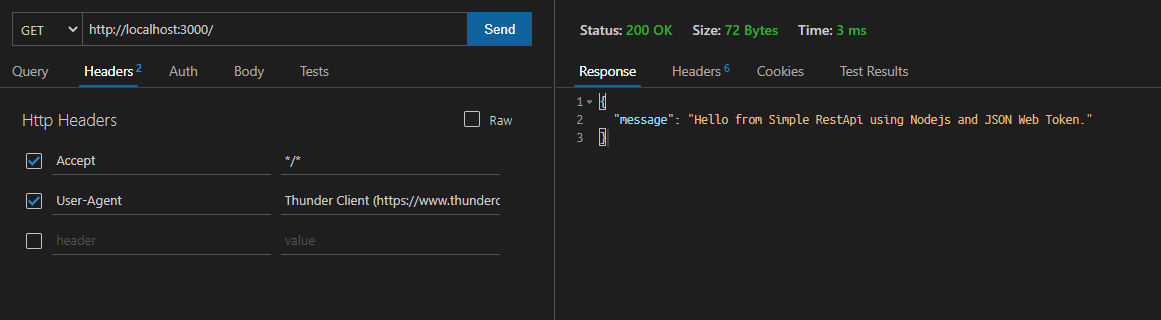 GET http://localhost:3000/ Send
Query Headers 2 Auth Body Tests
Http Headers Raw
Accept */*
User-Agent Thunder Client (https://www.thunderc
header value
Status: 200 OK Size: 72 Bytes Time: 3 ms
Response Headers 6 Cookies Test Results
1 {
2 "message": "Hello from Simple RestApi using Nodejs and JSON Web Token."
3 }